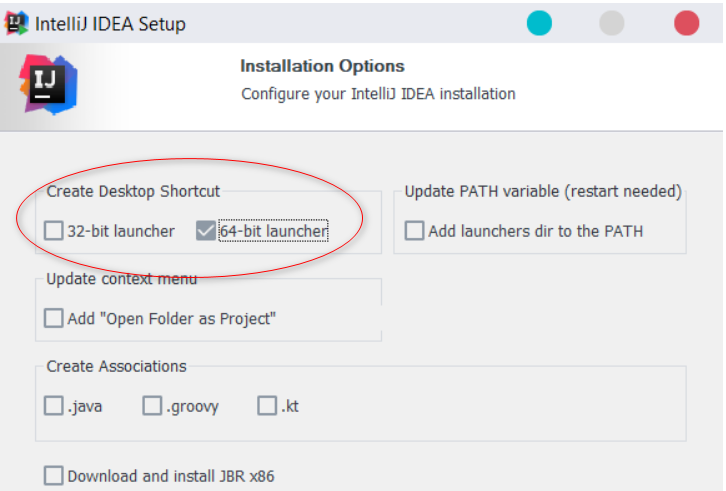 IntelliJ IDEA Setup
IJ
Installation Options
Configure your IntelliJ IDEA installation
Create Desktop Shortcut
32-bit launcher
64-bit launcher
Update PATH variable (restart needed)
Add launchers dir to the PATH
Update context menu
Add "Open Folder as Project"
Create Associations
.java
.groovy
.kt
Download and install JBR x86